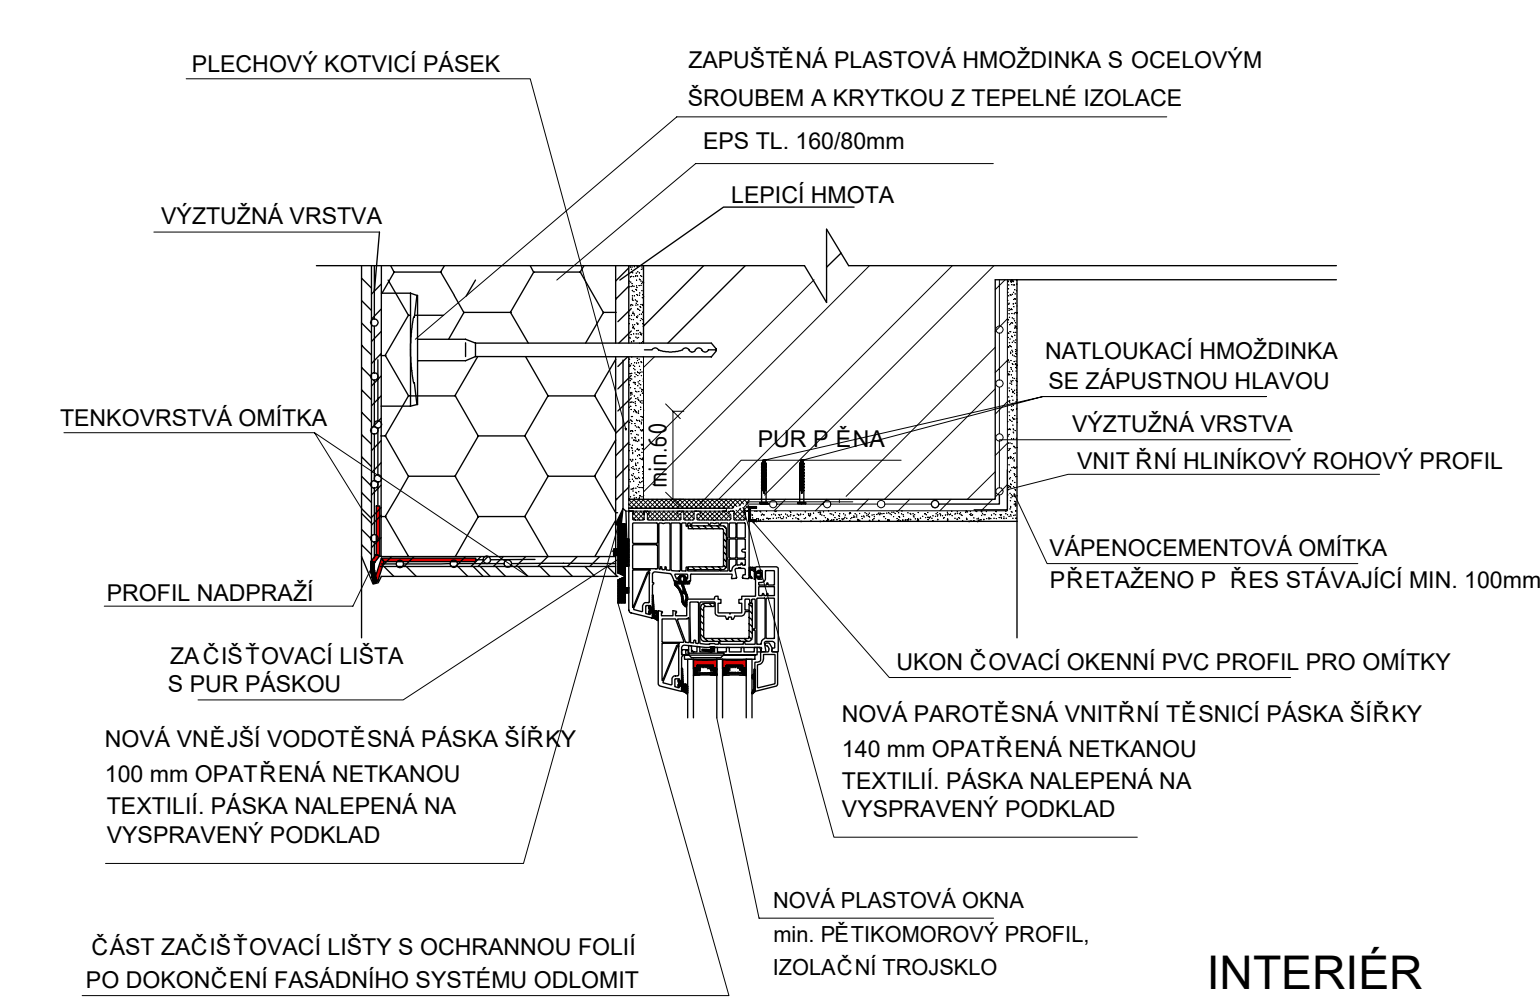 PLECHOVÝ KOTVICÍ PÁSEK
ZAPUŠTĚNÁ PLASTOVÁ HMOŽDINKA S OCELOVÝM
ŠROUBEM A KRYTKOU Z TEPELNÉ IZOLACE
EPS TL. 160/80mm
LEPICÍ HMOTA
VÝZTUŽNÁ VRSTVA
NATLOUKACÍ HMOŽDINKA
SE ZÁPUSTNOU HLAVOU
TENKOVRSTVÁ OMÍTKA
min.60
PUR P ĚNA
VÝZTUŽNÁ VRSTVA
VNIT ŘNÍ HLINÍKOVÝ ROHOVÝ PROFIL
VÁPENOCEMENTOVÁ OMÍTKA
PŘETAŽENO P ŘES STÁVAJÍCÍ MIN. 100mm
PROFIL NADPRAŽÍ
ZA ČIŠŤOVACÍ LIŠTA
S PUR PÁSKOU
UKON ČOVACÍ OKENNÍ PVC PROFIL PRO OMÍTKY
NOVÁ VNĚJŠÍ VODOTĚSNÁ PÁSKA ŠÍŘKY
100 mm OPATŘENÁ NETKANOU
TEXTILIÍ. PÁSKA NALEPENÁ NA
VYSPRAVENÝ PODKLAD
NOVÁ PAROTĚSNÁ VNITŘNÍ TĚSNICÍ PÁSKA ŠÍŘKY
140 mm OPATŘENÁ NETKANOU
TEXTILIÍ. PÁSKA NALEPENÁ NA
VYSPRAVENÝ PODKLAD
NOVÁ PLASTOVÁ OKNA
min. PĚTIKOMOROVÝ PROFIL,
IZOLAČNÍ TROJSKLO
ČÁST ZAČIŠŤOVACÍ LIŠTY S OCHRANNOU FOLIÍ
PO DOKONČENÍ FASÁDNÍHO SYSTÉMU ODLOMIT
INTERIÉR